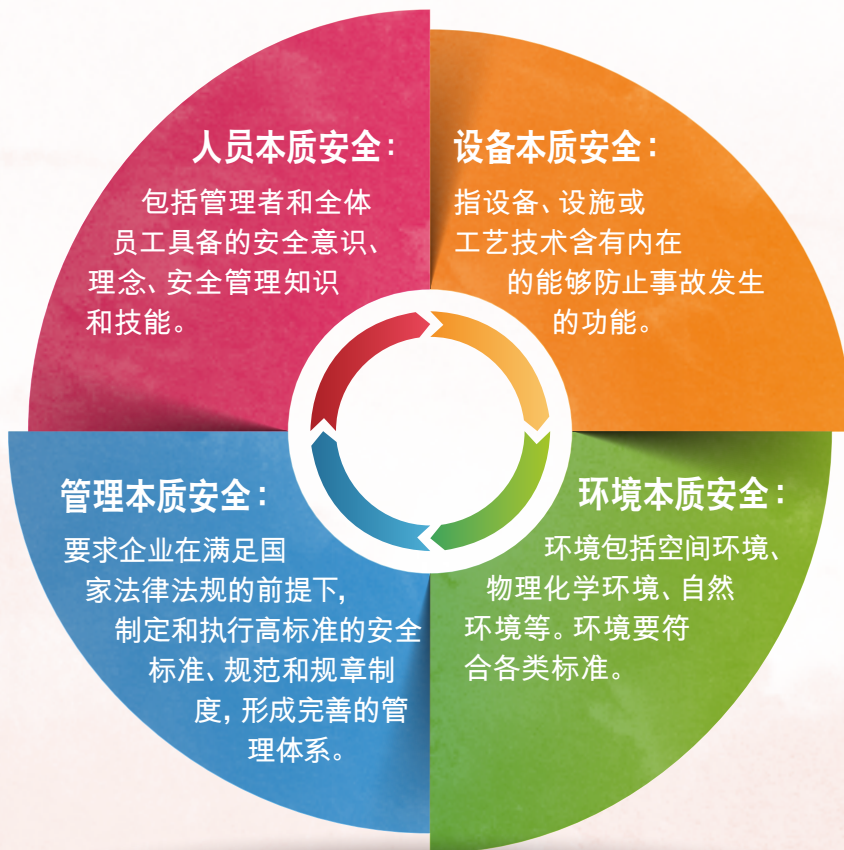 人员本质安全：
包括管理者和全体
员工具备的安全意识、
理念、安全管理知识
和技能。
设备本质安全：
指设备、设施或
工艺技术含有内在
的能够防止事故发生
的功能。
管理本质安全：
要求企业在满足国
家法律法规的前提下，
制定和执行高标准的安全
标准、规范和规章制
度，形成完善的管
理体系。
环境本质安全：
环境包括空间环境、
物理化学环境、自然
环境等。环境要符
合各类标准。